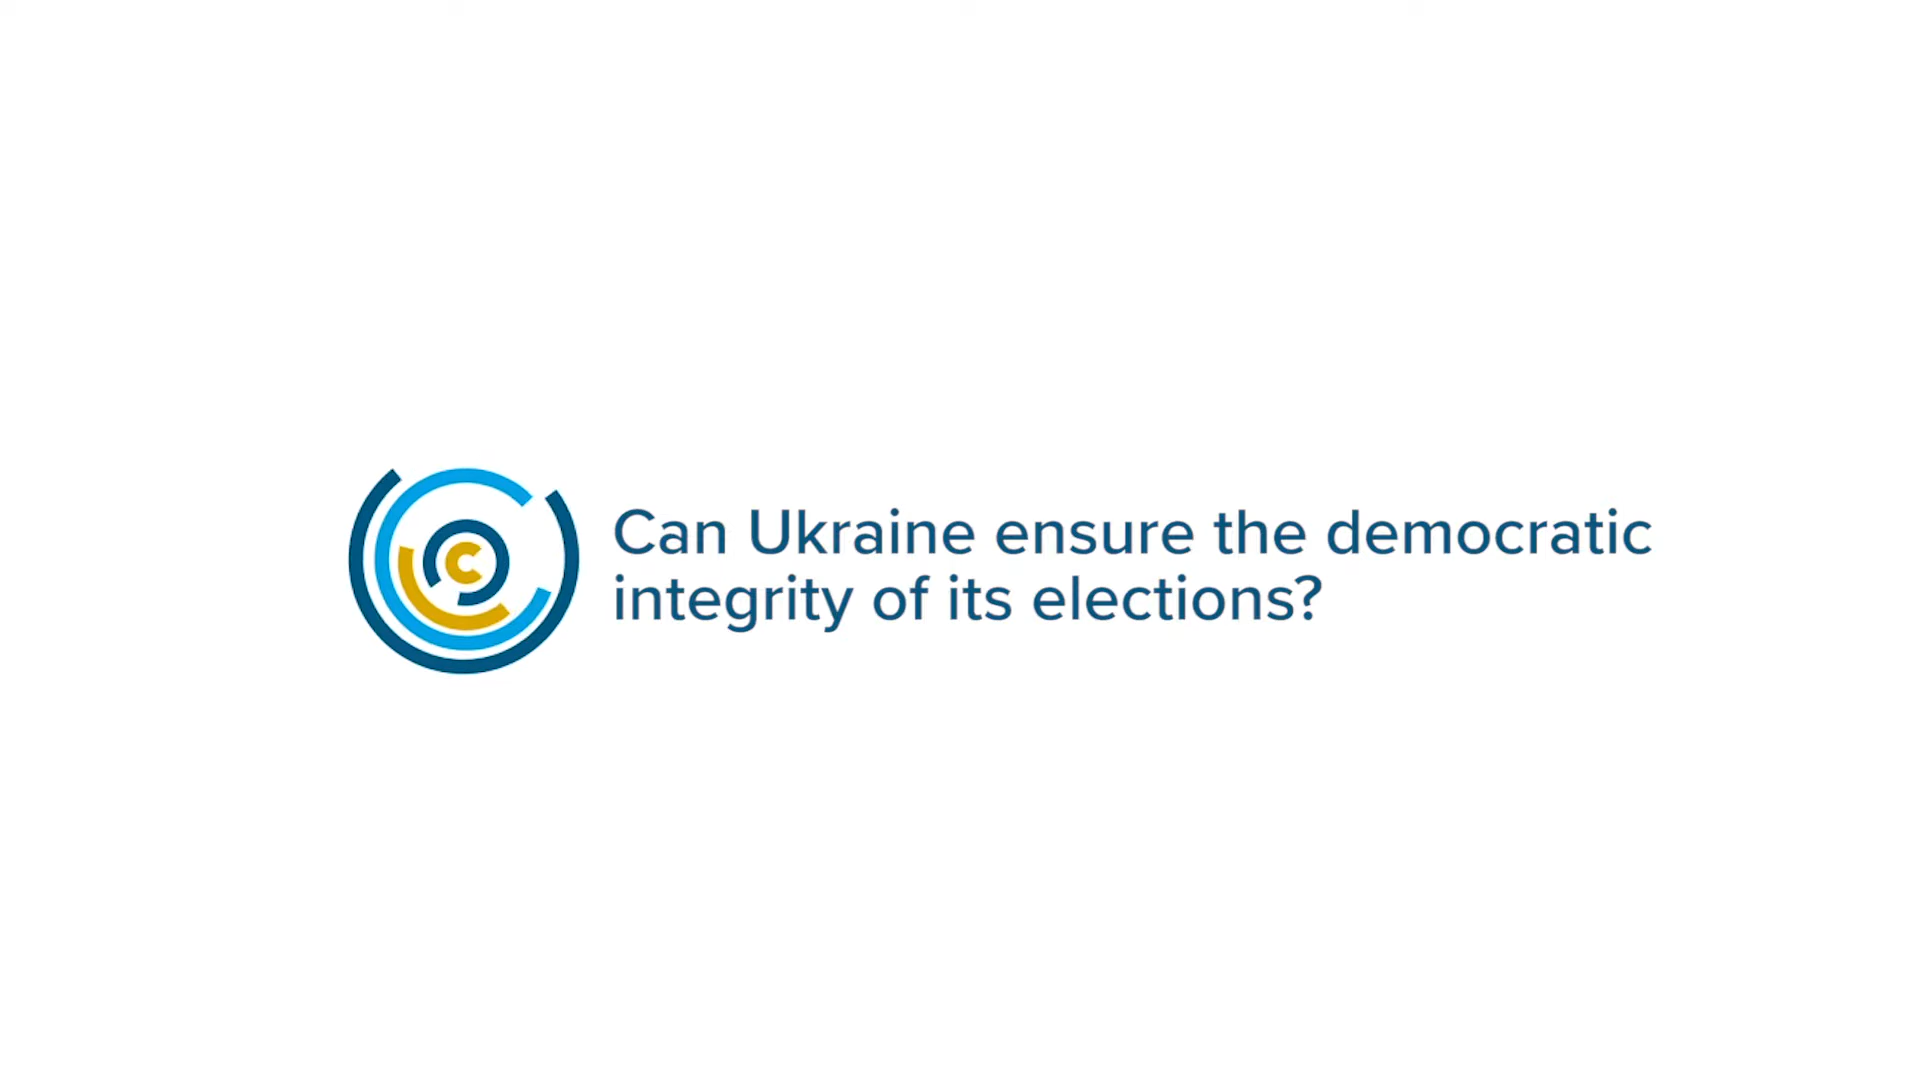 Can Ukraine ensure the democratic
integrity of its elections?